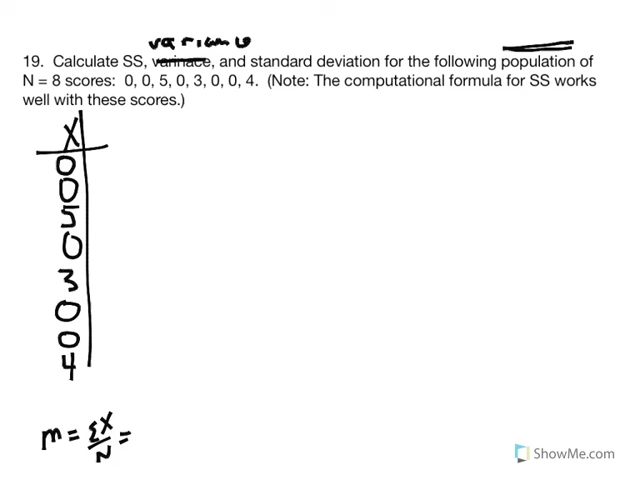 variance
19. Calculate SS, varinace, and standard deviation for the following population of
N = 8 scores: 0, 0, 5, 0, 3, 0, 0, 4. (Note: The computational formula for SS works
well with these scores.)
X
0
0
5
0
3
0
0
4
m = ΣX/N =
ShowMe.com